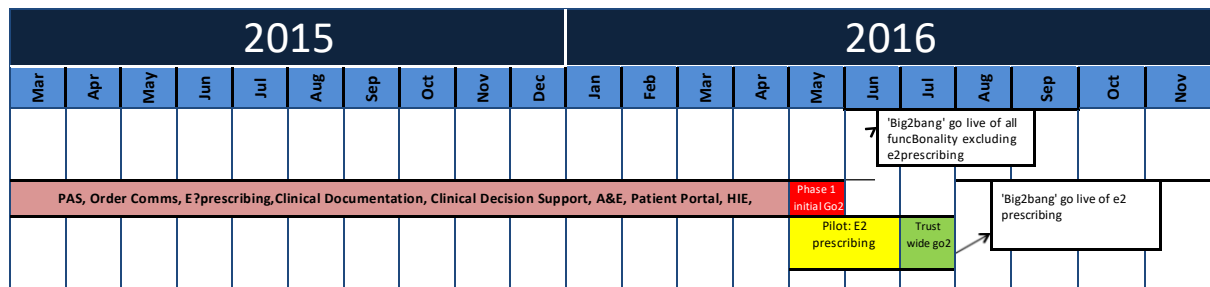 2015 2016
Mar Apr May Jun Jul Aug Sep Oct Nov Dec Jan Feb Mar Apr May Jun Jul Aug Sep Oct Nov
'Big2bang' go live of all
funcBonality excluding
e2prescribing
PAS, Order Comms, E?prescribing,Clinical Documentation, Clinical Decision Support, A&E, Patient Portal, HIE,
Phase 1
initial Go2
'Big2bang' go live of e2
prescribing
Pilot: E2
prescribing
Trust
wide go2